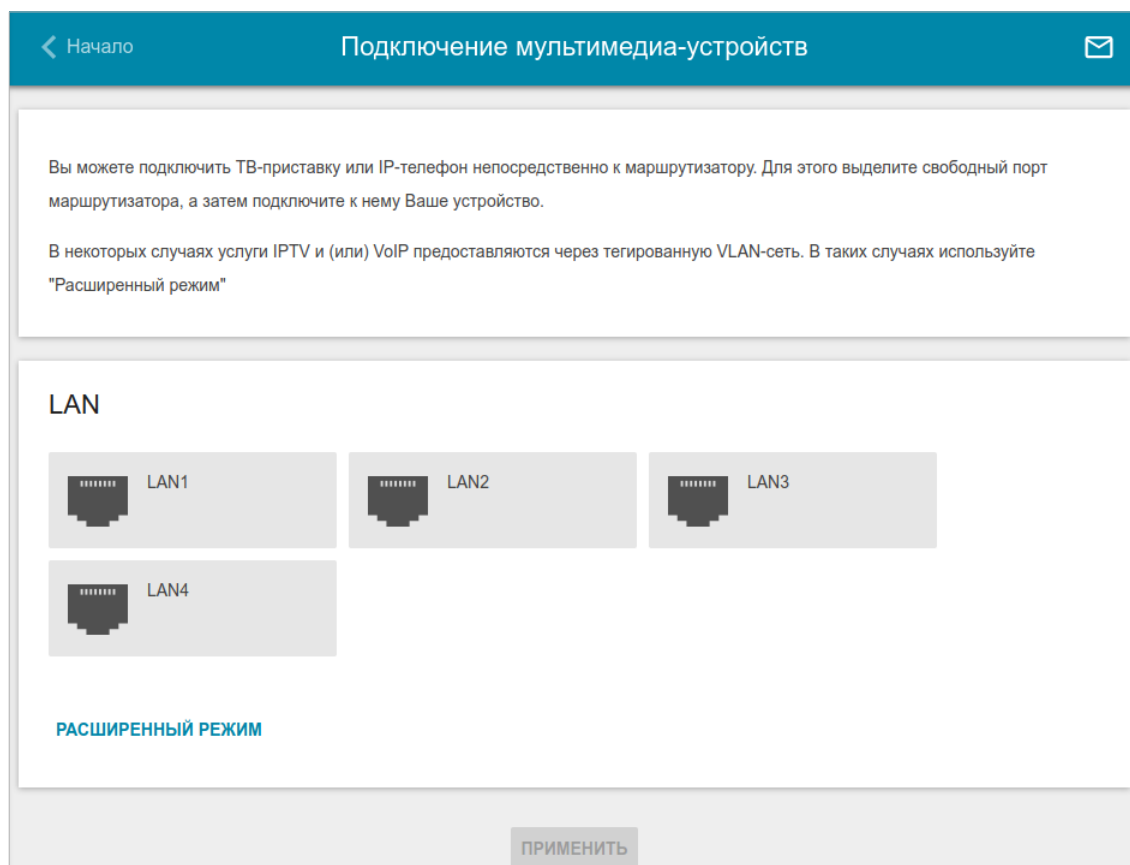 Начало
Подключение мультимедиа-устройств
Вы можете подключить ТВ-приставку или IP-телефон непосредственно к маршрутизатору. Для этого выделите свободный порт
маршрутизатора, а затем подключите к нему Ваше устройство.
В некоторых случаях услуги IPTV и (или) VoIP предоставляются через тегированную VLAN-сеть. В таких случаях используйте
"Расширенный режим"
LAN
LAN1
LAN2
LAN3
LAN4
РАСШИРЕННЫЙ РЕЖИМ
ПРИМЕНИТЬ